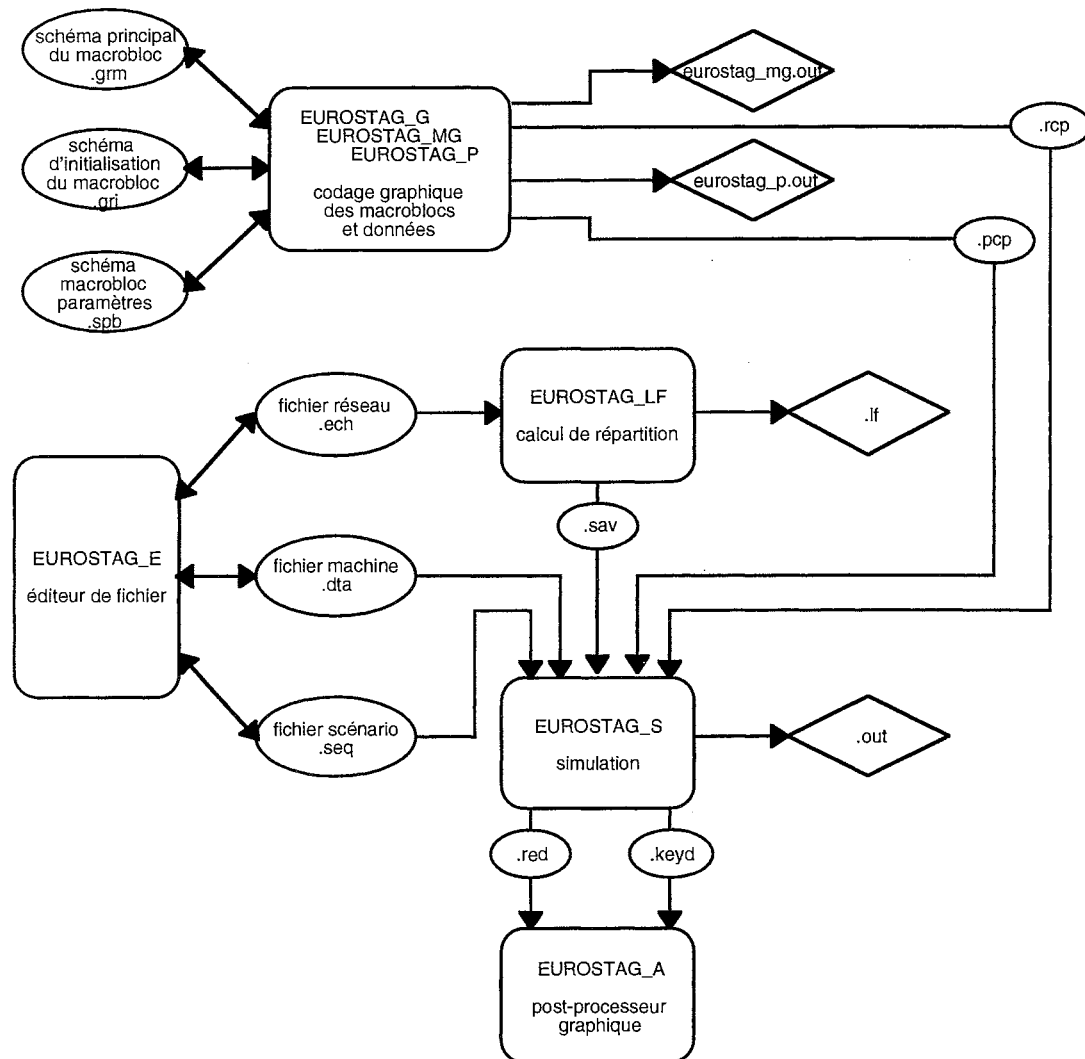 schéma principal
du macrobloc
.grm
schéma
d'initialisation
du macrobloc
.gri
schéma
macrobloc
paramètres
.spb
EUROSTAG_G
EUROSTAG_MG
EUROSTAG_P
codage graphique
des macroblocs
et données
eurostag_mg.out
.rcp
eurostag_p.out
.pcp
fichier réseau
.ech
EUROSTAG_LF
calcul de répartition
.lf
.sav
EUROSTAG_E
éditeur de fichier
fichier machine
.dta
fichier scénario
.seq
EUROSTAG_S
simulation
.out
.red
.keyd
EUROSTAG_A
post-processeur
graphique